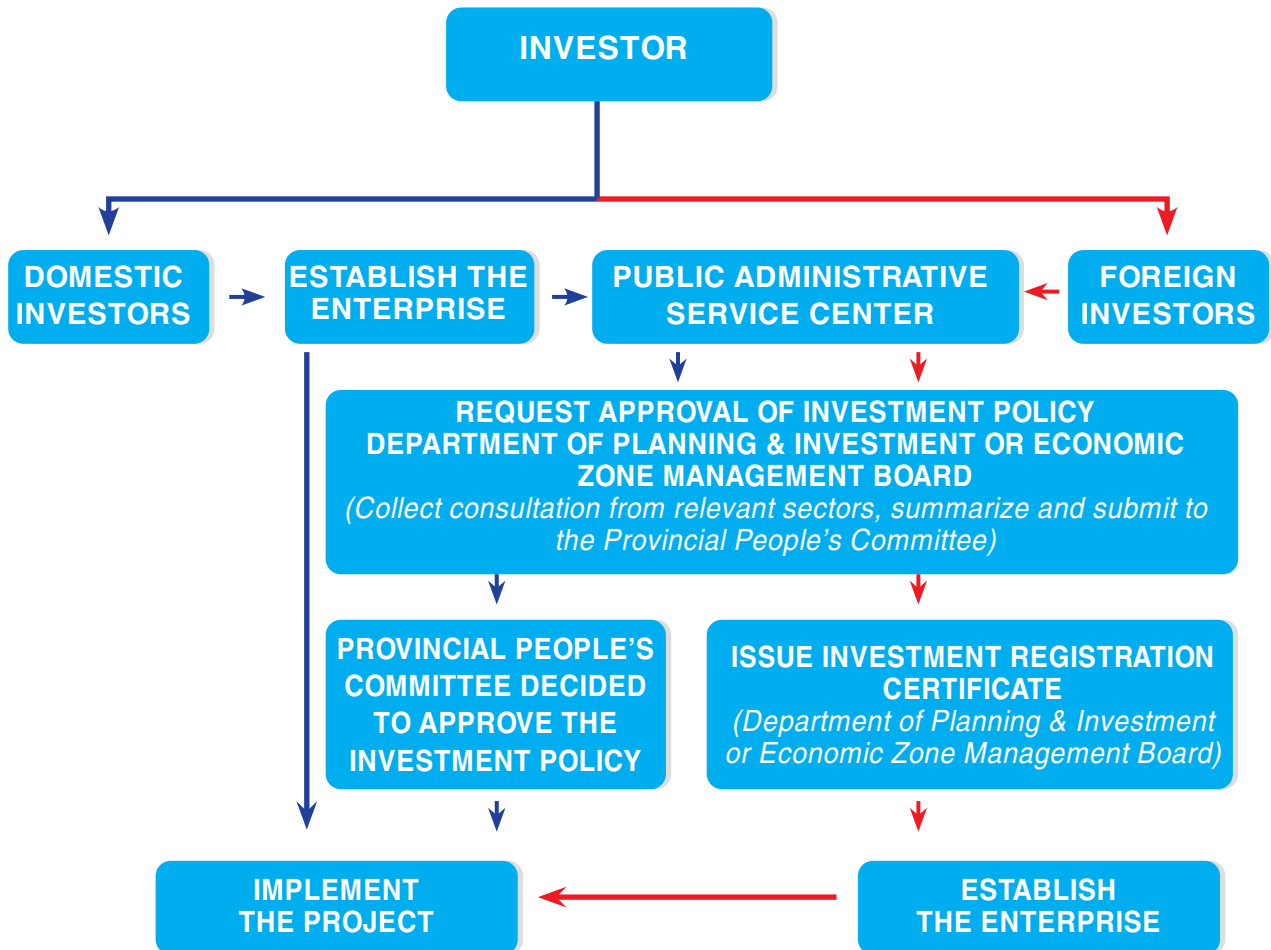 INVESTOR
DOMESTIC
INVESTORS
ESTABLISH THE
ENTERPRISE
PUBLIC ADMINISTRATIVE
SERVICE CENTER
FOREIGN
INVESTORS
REQUEST APPROVAL OF INVESTMENT POLICY
DEPARTMENT OF PLANNING & INVESTMENT OR ECONOMIC
ZONE MANAGEMENT BOARD
(Collect consultation from relevant sectors, summarize and submit to
the Provincial People’s Committee)
PROVINCIAL PEOPLE’S
COMMITTEE DECIDED
TO APPROVE THE
INVESTMENT POLICY
ISSUE INVESTMENT REGISTRATION
CERTIFICATE
(Department of Planning & Investment
or Economic Zone Management Board)
IMPLEMENT
THE PROJECT
ESTABLISH
THE ENTERPRISE